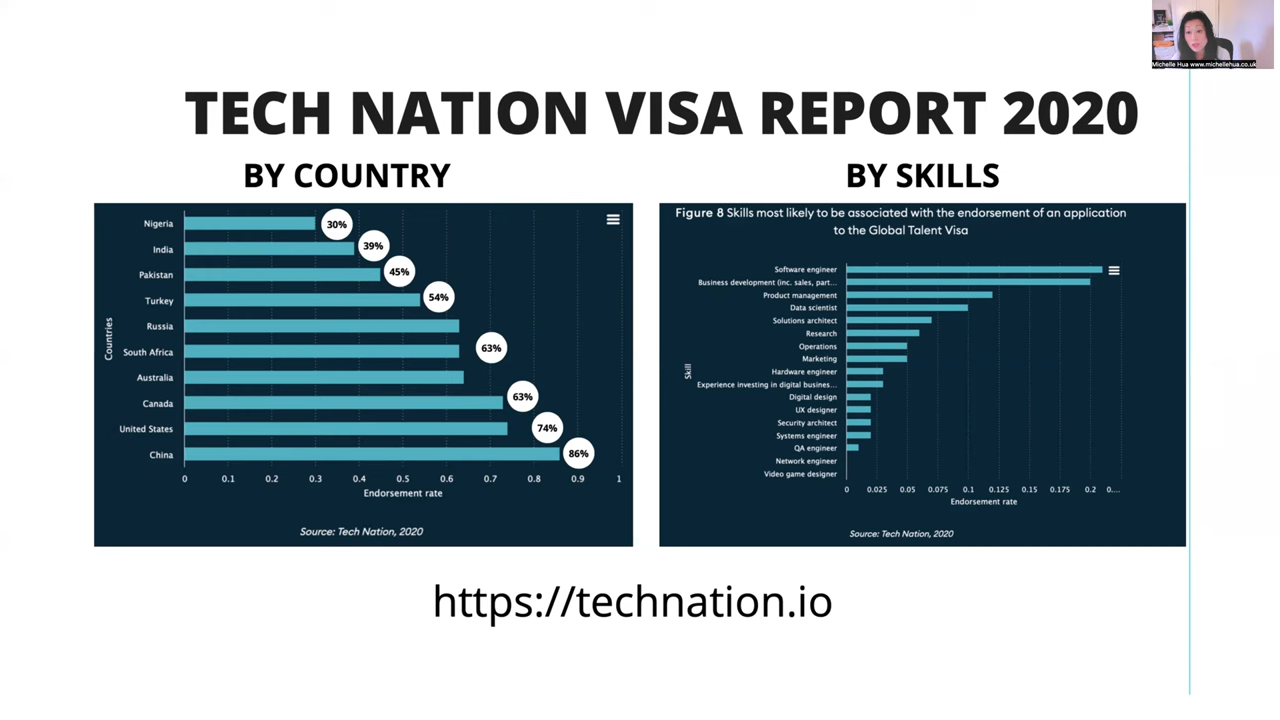 Michelle Hua www.michellehua.co.uk
TECH NATION VISA REPORT 2020
BY COUNTRY
Nigeria 30%
India 39%
Pakistan 45%
Turkey 54%
Russia
South Africa 63%
Australia
Canada 63%
United States 74%
China 86%
Countries
0 0.1 0.2 0.3 0.4 0.5 0.6 0.7 0.8 0.9 1
Endorsement rate
Source: Tech Nation, 2020
BY SKILLS
Figure 8 Skills most likely to be associated with the endorsement of an application
to the Global Talent Visa
Software engineer
Business development (inc. sales, part...
Product management
Data scientist
Solutions architect
Research
Operations
Marketing
Hardware engineer
Experience investing in digital busines...
Digital design
UX designer
Security architect
Systems engineer
QA engineer
Network engineer
Video game designer
Skill
0 0.025 0.05 0.075 0.1 0.125 0.15 0.175 0.2 0....
Endorsement rate
Source: Tech Nation, 2020
https://technation.io